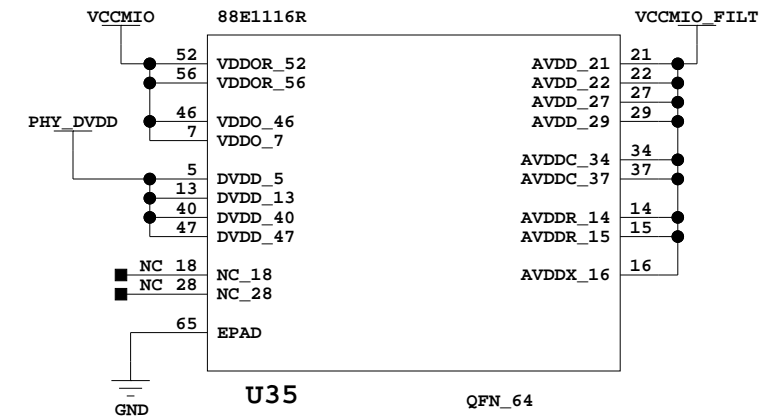 VCCMIO 88E1116R VCCMIO_FILT
52 VDDOR_52 AVDD_21 21
56 VDDOR_56 AVDD_22 22
AVDD_27 27
46 VDDO_46 AVDD_29 29
PHY_DVDD 7 VDDO_7
AVDDC_34 34
5 DVDD_5 AVDDC_37 37
13 DVDD_13
40 DVDD_40 AVDDR_14 14
47 DVDD_47 AVDDR_15 15
NC 18 NC_18 AVDDX_16 16
NC 28 NC_28
65 EPAD
GND U35 QFN_64